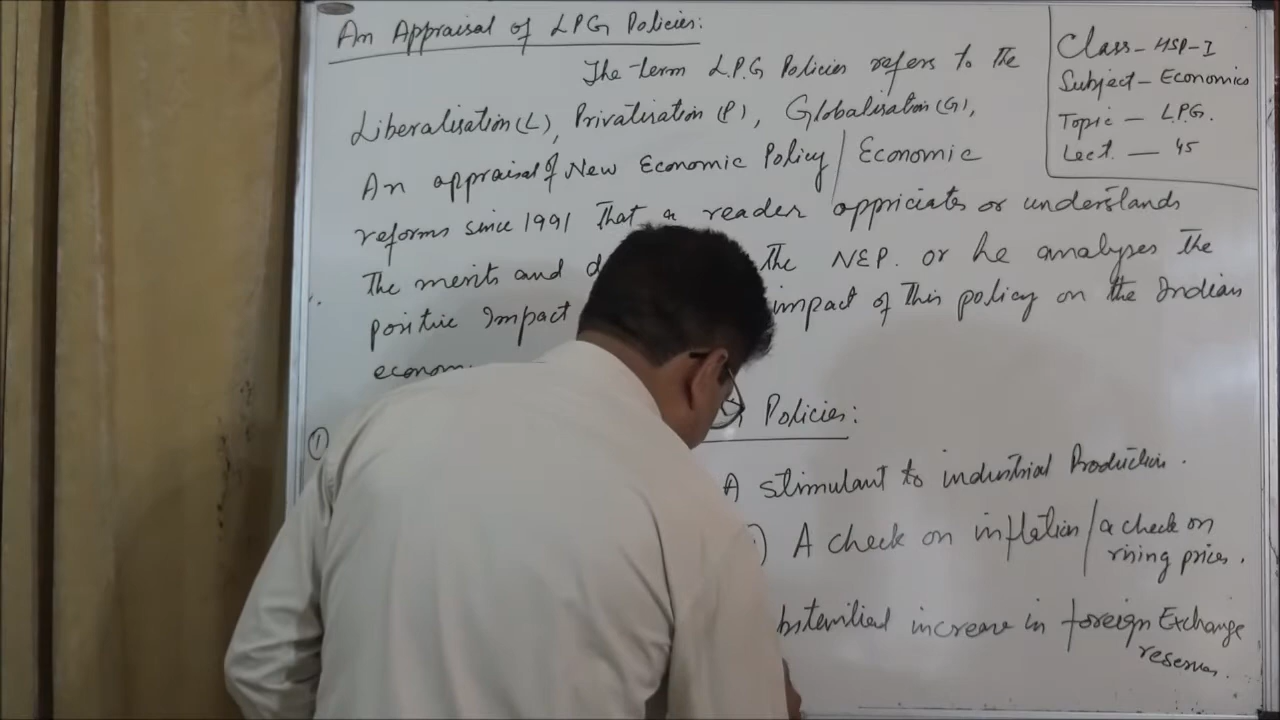 An Appraisal of LPG Policies:
Class - HSP-I
Subject - Economics
Topic - LPG.
Lect. - 45
The term L.P.G Policies refers to the
Liberalisation (L), Privatisation (P), Globalisation (G),
An appraisal of New Economic Policy / Economic
reforms since 1991 That a reader appriciates or understands
The merits and d the NEP. or he analyses the
positive Impact impact of This policy on the Indian
econom
Policies:
①
A stimulant to industrial Production.
) A check on inflation / a check on
rising prices.
increase in foreign Exchange
reserves.